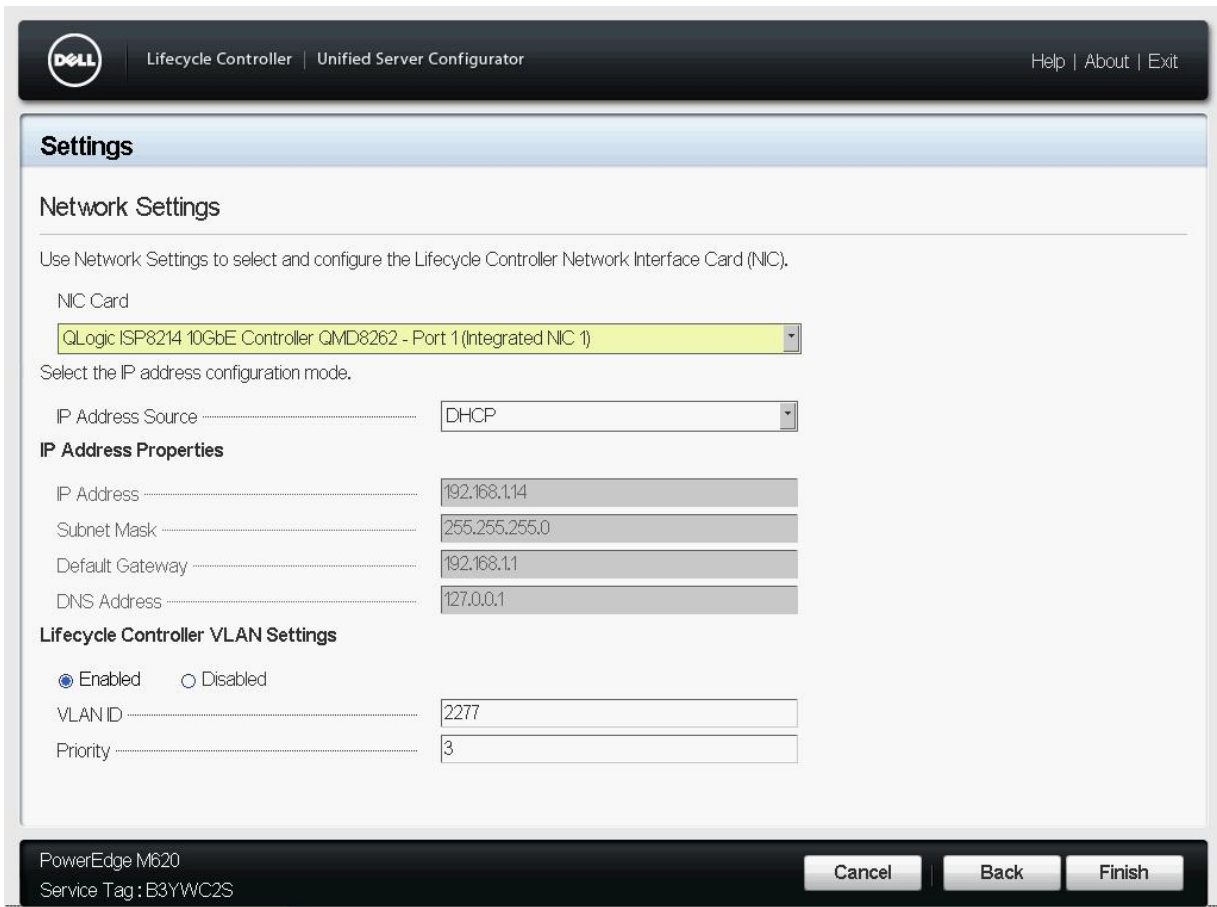 DELL
Lifecycle Controller | Unified Server Configurator
Help | About | Exit
Settings
Network Settings
Use Network Settings to select and configure the Lifecycle Controller Network Interface Card (NIC).
NIC Card
QLogic ISP8214 10GbE Controller QMD8262 - Port 1 (Integrated NIC 1)
Select the IP address configuration mode.
IP Address Source DHCP
IP Address Properties
IP Address 192.168.1.14
Subnet Mask 255.255.255.0
Default Gateway 192.168.1.1
DNS Address 127.0.0.1
Lifecycle Controller VLAN Settings
Enabled Disabled
VLAN ID 2277
Priority 3
PowerEdge M620
Service Tag : B3YWC2S
Cancel Back Finish